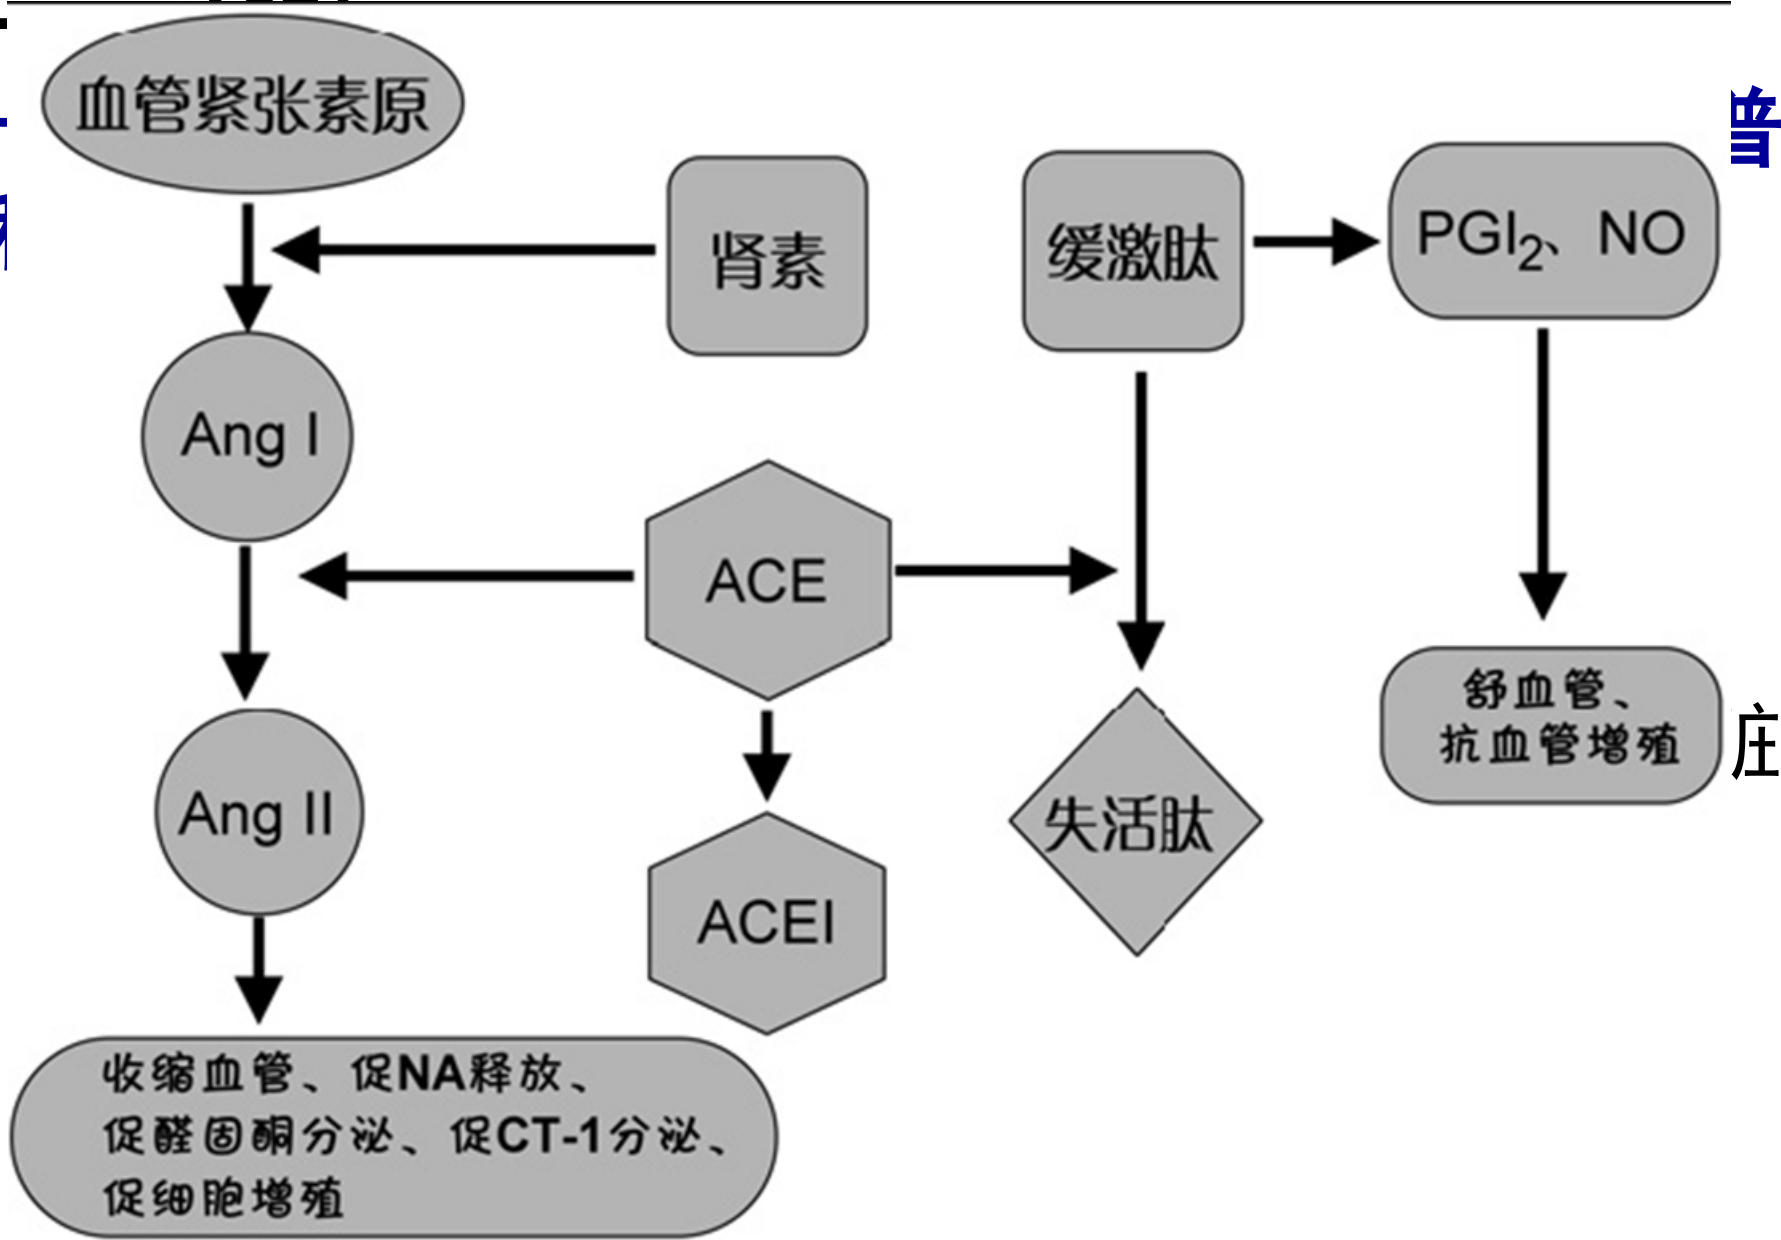 血管紧张素原
肾素
缓激肽
PGI₂、NO
普
Ang I
ACE
舒血管、
抗血管增殖
庄
Ang II
失活肽
ACEI
收缩血管、促NA释放、
促醛固酮分泌、促CT-1分泌、
促细胞增殖